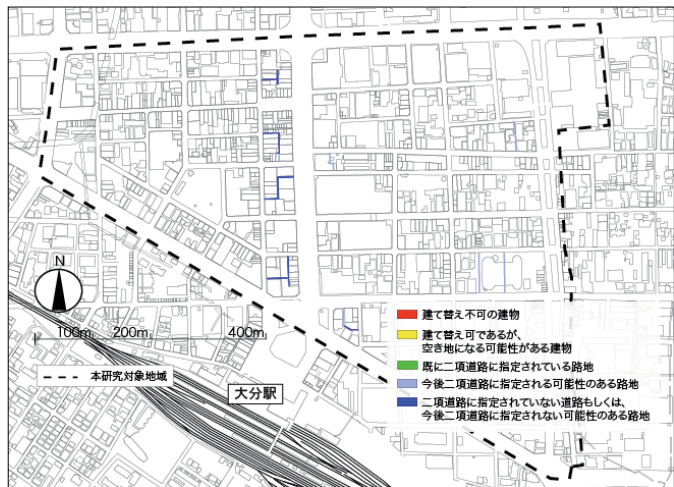 N
100m 200m 400m
本研究対象地域
大分駅
建て替え不可の建物
建て替え可であるが、
空き地になる可能性がある建物
既に二項道路に指定されている路地
今後二項道路に指定される可能性のある路地
二項道路に指定されていない道路もしくは、
今後二項道路に指定されない可能性のある路地